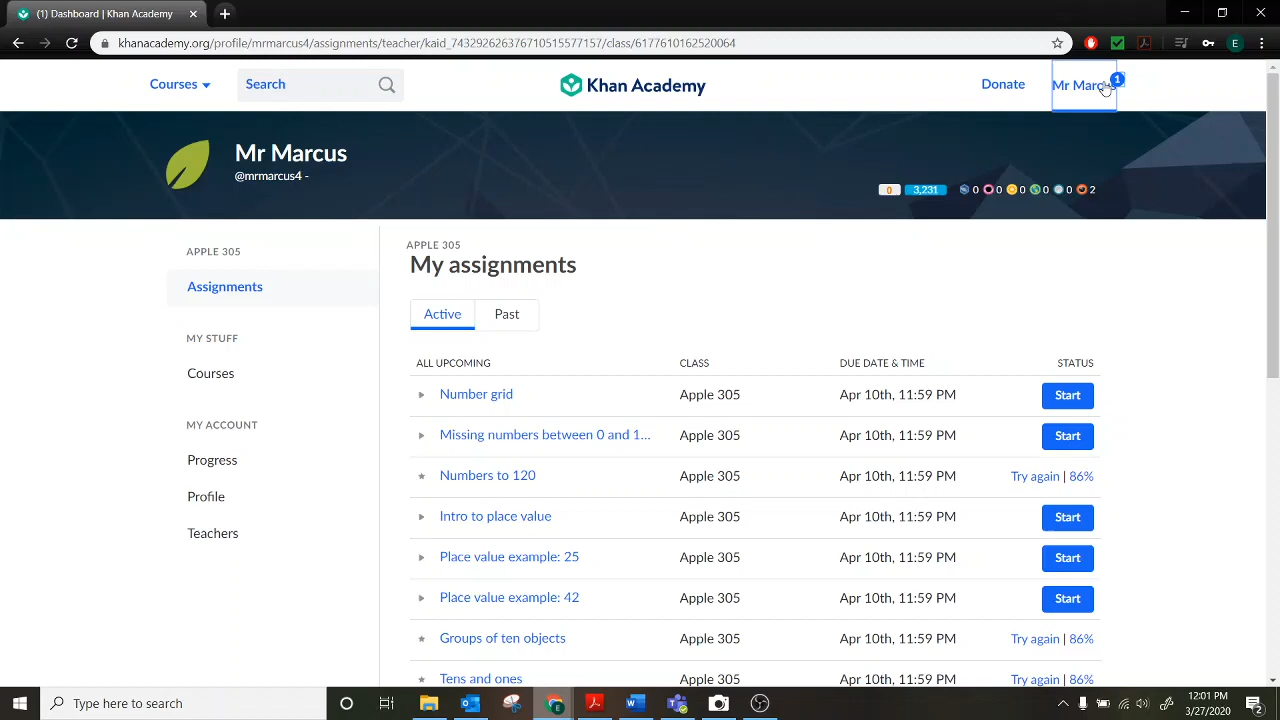 (1) Dashboard | Khan Academy
khanacademy.org/profile/mrmarcus4/assignments/teacher/kaid_743292626376710515577157/class/6177610162520064
E
Courses
Search
Khan Academy
Donate
Mr Marcus
1
Mr Marcus
@mrmarcus4 -
0 3,231 0 0 0 0 0 2
APPLE 305
Assignments
MY STUFF
Courses
MY ACCOUNT
Progress
Profile
Teachers
APPLE 305
My assignments
Active Past
ALL UPCOMING CLASS DUE DATE & TIME STATUS
Number grid Apple 305 Apr 10th, 11:59 PM Start
Missing numbers between 0 and 1... Apple 305 Apr 10th, 11:59 PM Start
Numbers to 120 Apple 305 Apr 10th, 11:59 PM Try again | 86%
Intro to place value Apple 305 Apr 10th, 11:59 PM Start
Place value example: 25 Apple 305 Apr 10th, 11:59 PM Start
Place value example: 42 Apple 305 Apr 10th, 11:59 PM Start
Groups of ten objects Apple 305 Apr 10th, 11:59 PM Try again | 86%
Tens and ones Apple 305 Apr 10th, 11:59 PM Try again | 86%
Type here to search
12:01 PM
3/27/2020
2